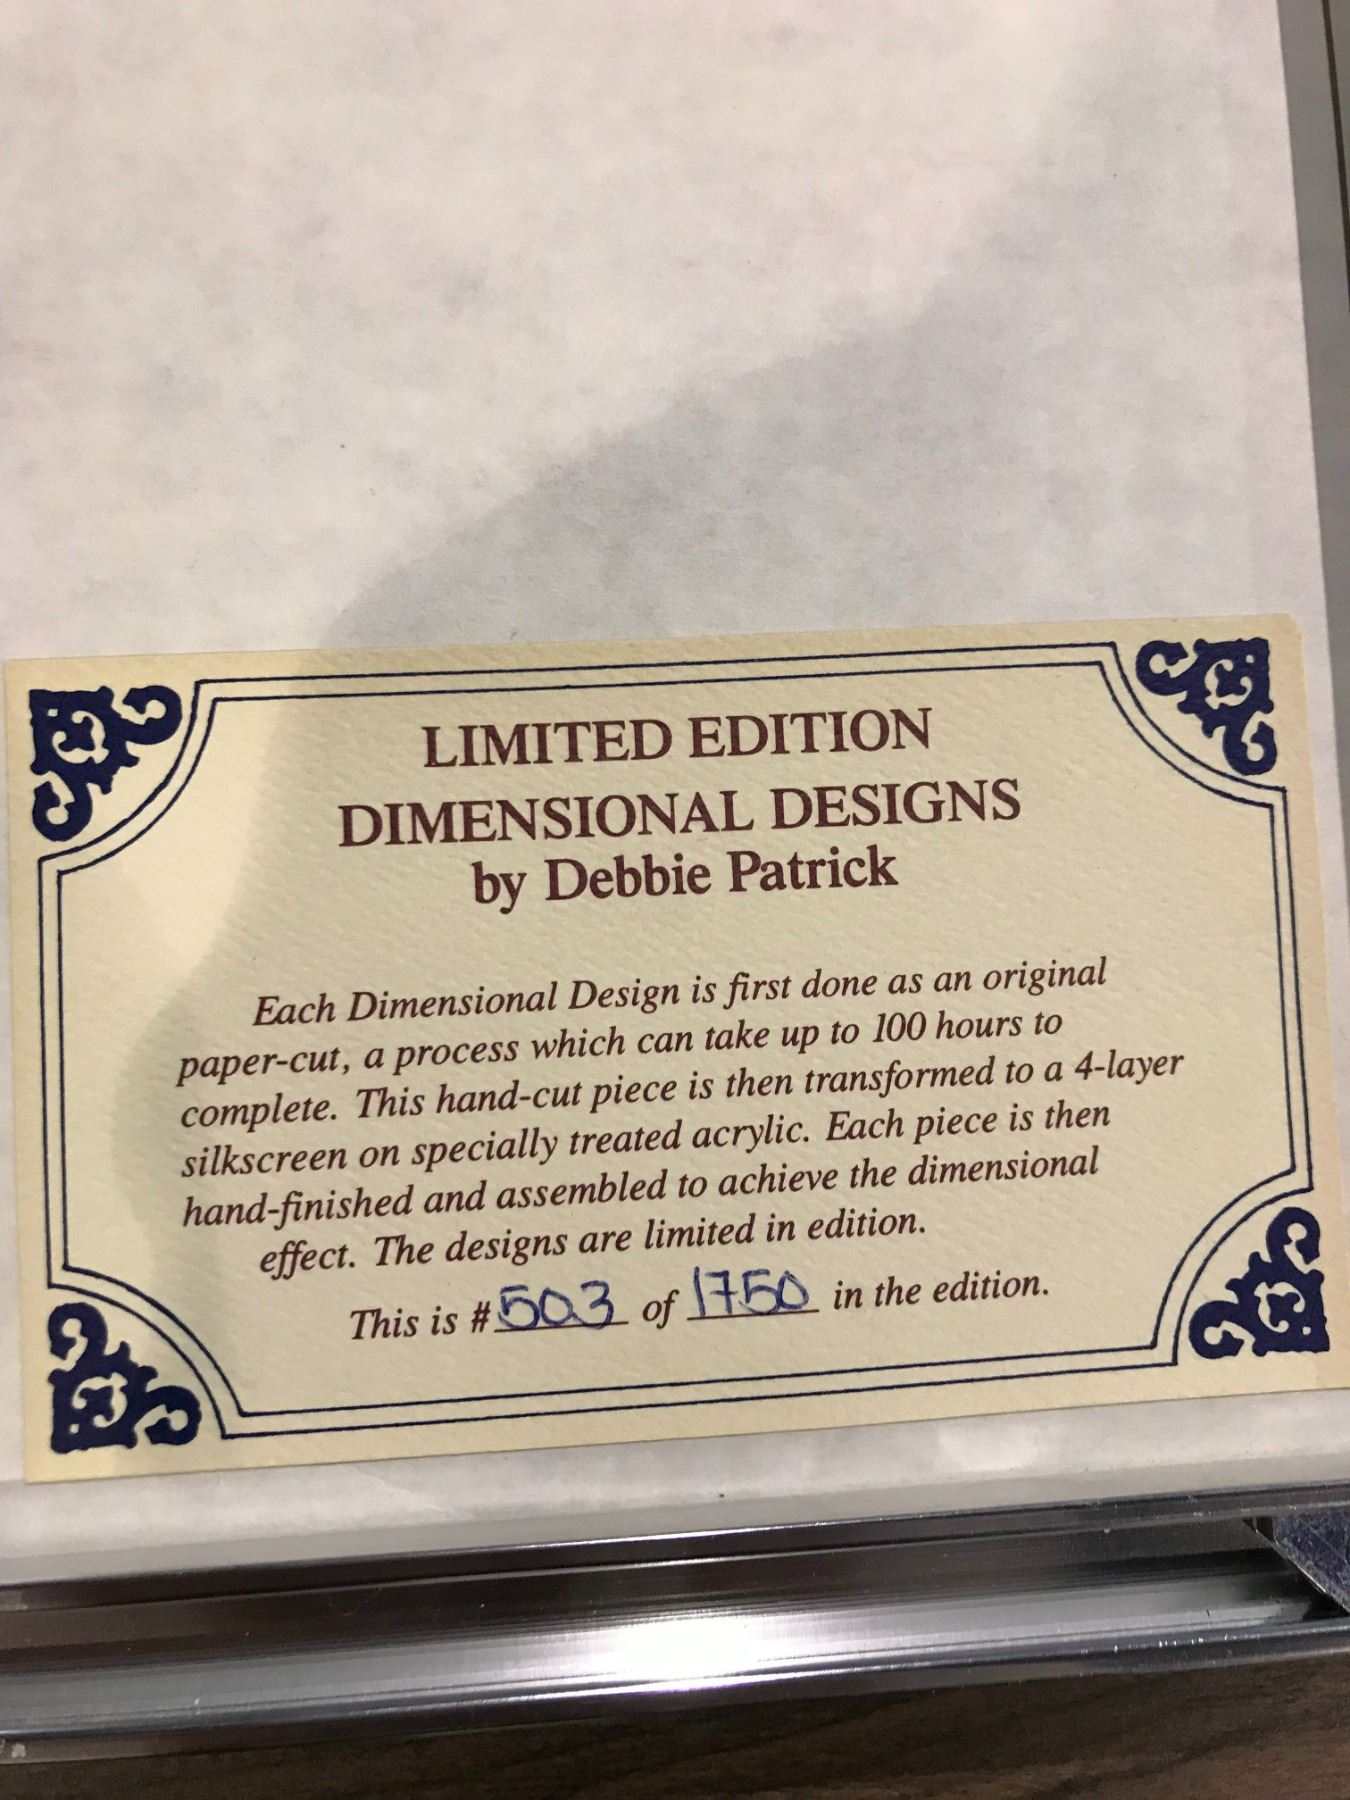 LIMITED EDITION
DIMENSIONAL DESIGNS
by Debbie Patrick
Each Dimensional Design is first done as an original
paper-cut, a process which can take up to 100 hours to
complete. This hand-cut piece is then transformed to a 4-layer
silkscreen on specially treated acrylic. Each piece is then
hand-finished and assembled to achieve the dimensional
effect. The designs are limited in edition.
This is # 503 of 1750 in the edition.